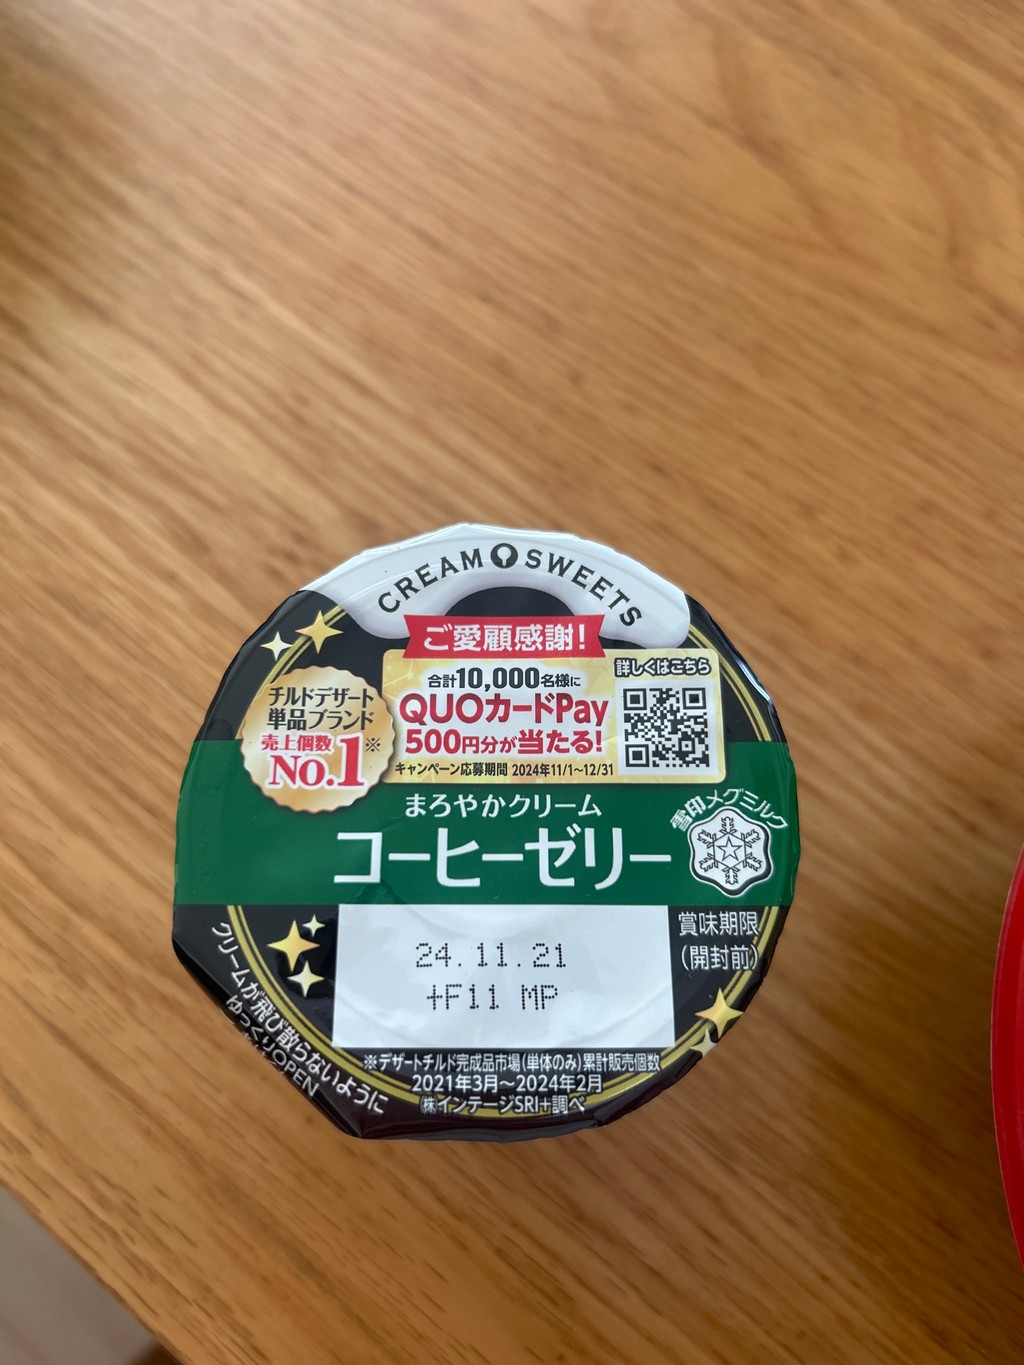 CREAM SWEETS
ご愛顧感謝!
合計10,000名様に
QUOカードPay
500円分が当たる!
キャンペーン応募期間 2024年11/1～12/31
詳しくはこちら
チルドデザート
単品ブランド
売上個数
No.1※
まろやかクリーム
コーヒーゼリー
雪印メグミルク
24.11.21
+F11 MP
賞味期限
(開封前)
クリームが飛び散らないように
ゆっくりOPEN
※デザートチルド完成品市場(単体のみ)累計販売個数
2021年3月～2024年2月
㈱インテージSRI+調べ